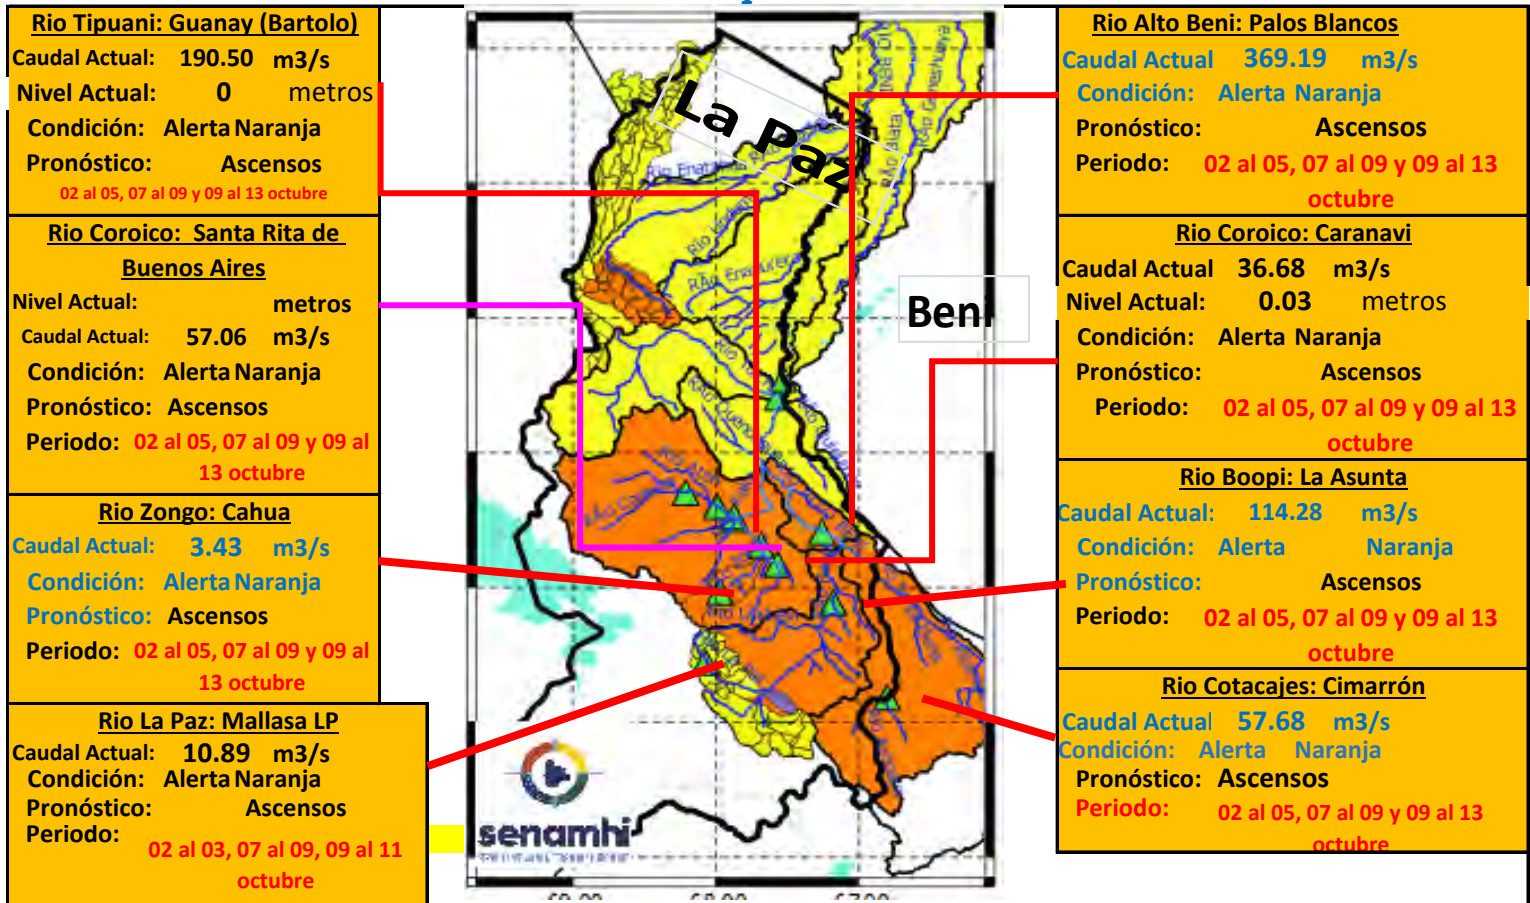 Rio Tipuani: Guanay (Bartolo)
Caudal Actual: 190.50 m3/s
Nivel Actual: 0 metros
Condición: Alerta Naranja
Pronóstico: Ascensos
02 al 05, 07 al 09 y 09 al 13 octubre
Rio Coroico: Santa Rita de
Buenos Aires
Nivel Actual: metros
Caudal Actual: 57.06 m3/s
Condición: Alerta Naranja
Pronóstico: Ascensos
Periodo: 02 al 05, 07 al 09 y 09 al
13 octubre
Rio Zongo: Cahua
Caudal Actual: 3.43 m3/s
Condición: Alerta Naranja
Pronóstico: Ascensos
Periodo: 02 al 05, 07 al 09 y 09 al
13 octubre
Rio La Paz: Mallasa LP
Caudal Actual: 10.89 m3/s
Condición: Alerta Naranja
Pronóstico: Ascensos
Periodo:
02 al 03, 07 al 09, 09 al 11
octubre
La Paz
Beni
senamhi
Rio Alto Beni: Palos Blancos
Caudal Actual 369.19 m3/s
Condición: Alerta Naranja
Pronóstico: Ascensos
Periodo: 02 al 05, 07 al 09 y 09 al 13
octubre
Rio Coroico: Caranavi
Caudal Actual 36.68 m3/s
Nivel Actual: 0.03 metros
Condición: Alerta Naranja
Pronóstico: Ascensos
Periodo: 02 al 05, 07 al 09 y 09 al 13
octubre
Rio Boopi: La Asunta
Caudal Actual: 114.28 m3/s
Condición: Alerta Naranja
Pronóstico: Ascensos
Periodo: 02 al 05, 07 al 09 y 09 al 13
octubre
Rio Cotacajes: Cimarrón
Caudal Actual 57.68 m3/s
Condición: Alerta Naranja
Pronóstico: Ascensos
Periodo: 02 al 05, 07 al 09 y 09 al 13
octubre